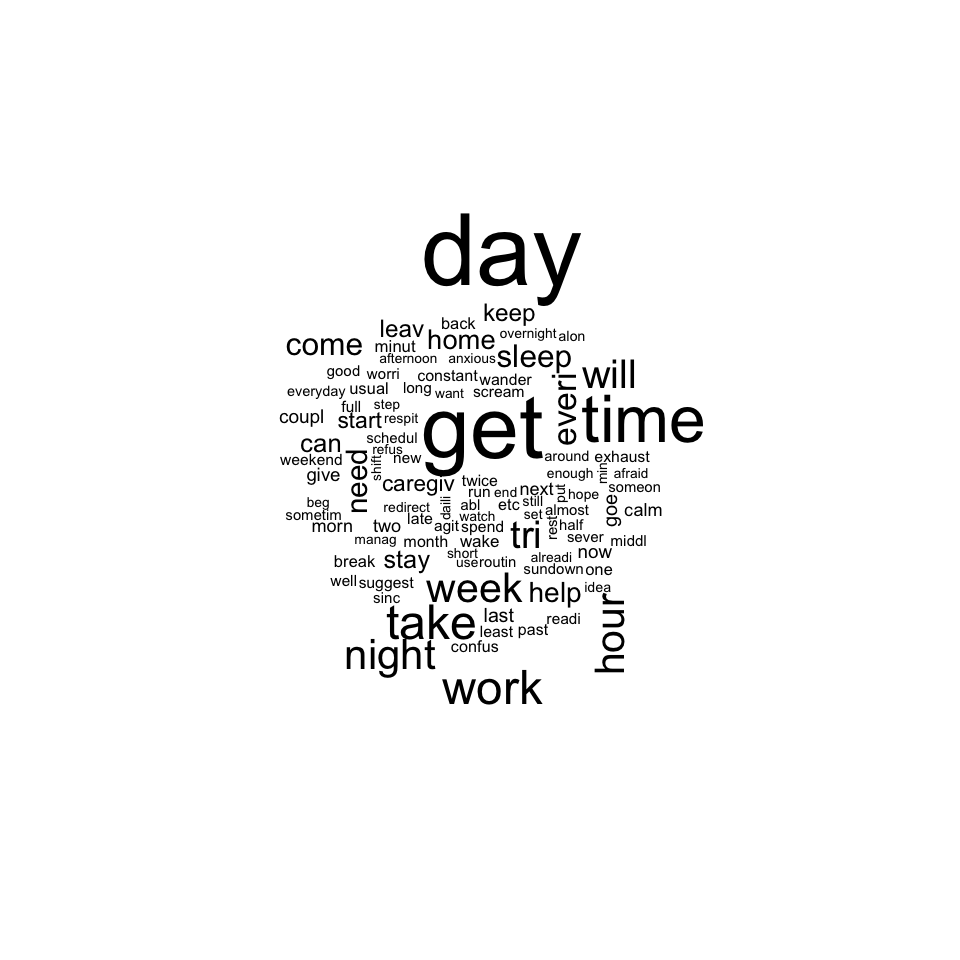 day
keep
leav back
home overnight alon
come minut
afternoon anxious sleep
good worri constant wander will
everyday usual long want scream everi
full step
coupl start respit get time
can schedul
refus
weekend need shift new around exhaust
give caregiv twice enough min afraid
run end next put hope someon
beg redirect daili abl etc still almost goe calm
sometim late watch set rest
morn two agit spend tri half
manag month wake sever middl
short now
break stay use routin alreadi
sundown one
well suggest week help idea
sinc hour
take last readi
least past
night confus
work